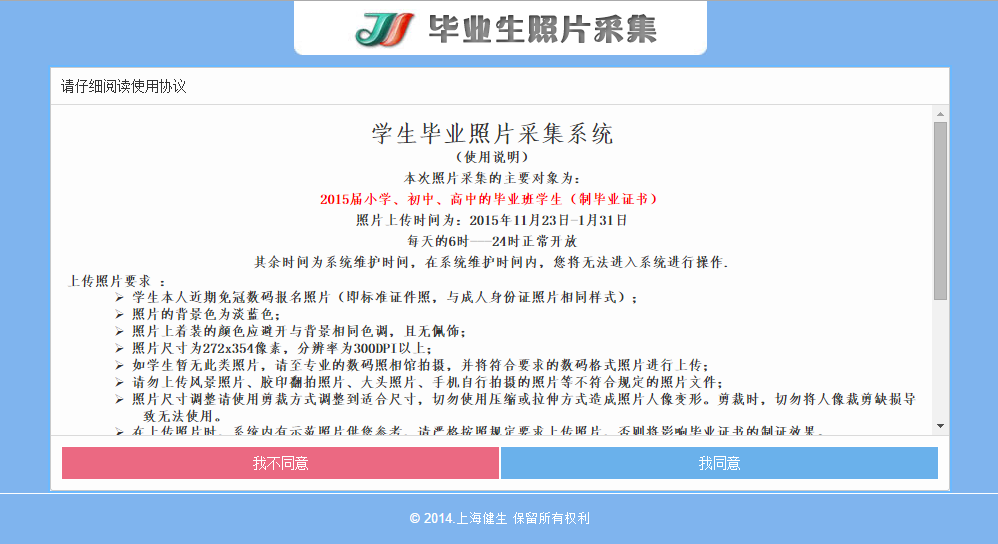 毕业生照片采集
请仔细阅读使用协议
学生毕业照片采集系统
（使用说明）
本次照片采集的主要对象为：
2015届小学、初中、高中的毕业班学生（制毕业证书）
照片上传时间为：2015年11月23日-1月31日
每天的6时——24时正常开放
其余时间为系统维护时间，在系统维护时间内，您将无法进入系统进行操作.
上传照片要求 ：
➢ 学生本人近期免冠数码报名照片（即标准证件照，与成人身份证照片相同样式）；
➢ 照片的背景色为淡蓝色；
➢ 照片上着装的颜色应避开与背景相同色调，且无佩饰；
➢ 照片尺寸为272x354像素，分辨率为300DPI以上；
➢ 如学生暂无此类照片，请至专业的数码照相馆拍摄，并将符合要求的数码格式照片进行上传；
➢ 请勿上传风景照片、胶印翻拍照片、大头照片、手机自行拍摄的照片等不符合规定的照片文件；
➢ 照片尺寸调整请使用剪裁方式调整到适合尺寸，切勿使用压缩或拉伸方式造成照片人像变形。剪裁时，切勿将人像裁剪缺损导
致无法使用。
➢ 在上传照片时，系统内有示范照片供您参考，请严格按照规定要求上传照片，否则将影响毕业证书的制证效果。
我不同意
我同意
© 2014.上海健生 保留所有权利